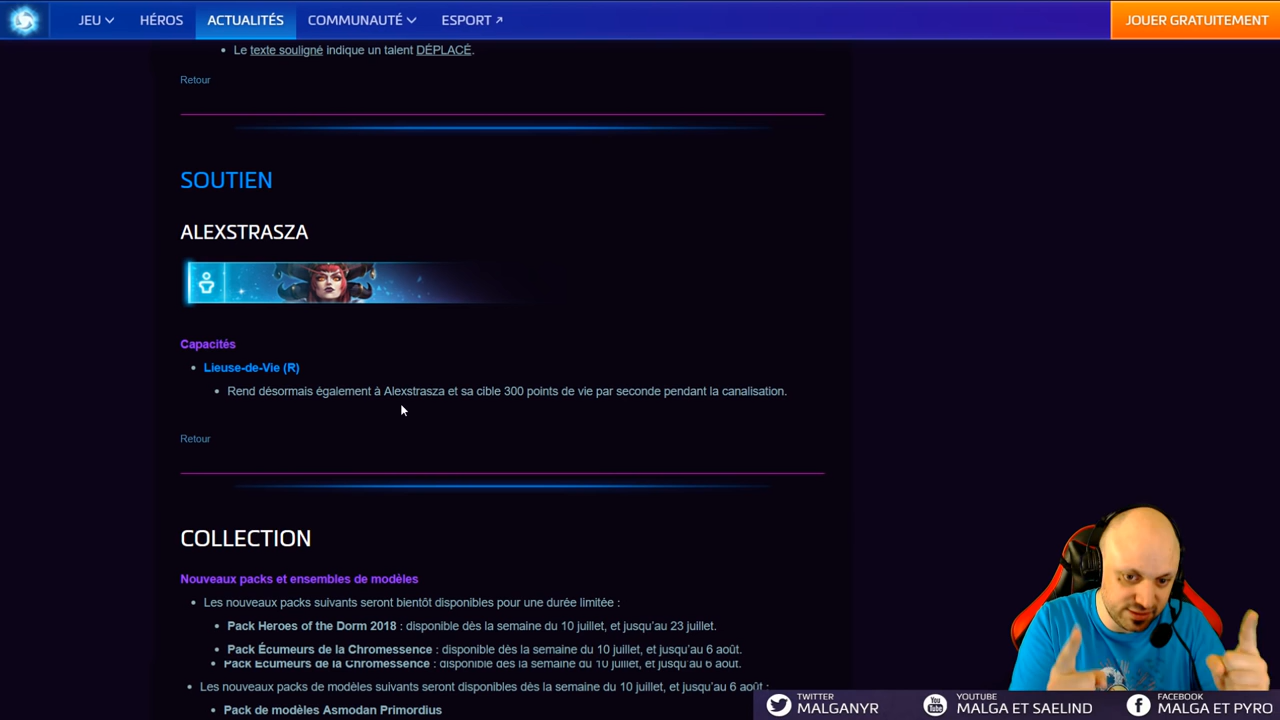 JEU HÉROS ACTUALITÉS COMMUNAUTÉ ESPORT JOUER GRATUITEMENT
Le texte souligné indique un talent DÉPLACÉ.
Retour
SOUTIEN
ALEXSTRASZA
Capacités
Lieuse-de-Vie (R)
Rend désormais également à Alexstrasza et sa cible 300 points de vie par seconde pendant la canalisation.
Retour
COLLECTION
Nouveaux packs et ensembles de modèles
Les nouveaux packs suivants seront bientôt disponibles pour une durée limitée :
Pack Heroes of the Dorm 2018 : disponible dès la semaine du 10 juillet, et jusqu'au 23 juillet.
Pack Écumeurs de la Chromessence : disponible dès la semaine du 10 juillet, et jusqu'au 6 août.
Pack Écumeurs de la Chromessence : disponible dès la semaine du 10 juillet, et jusqu'au 6 août.
Les nouveaux packs de modèles suivants seront disponibles dès la semaine du 10 juillet, et jusqu'au 6 août :
Pack de modèles Asmodan Primordius
TWITTER
MALGANYR
YOUTUBE
MALGA ET SAELIND
FACEBOOK
MALGA ET PYRO